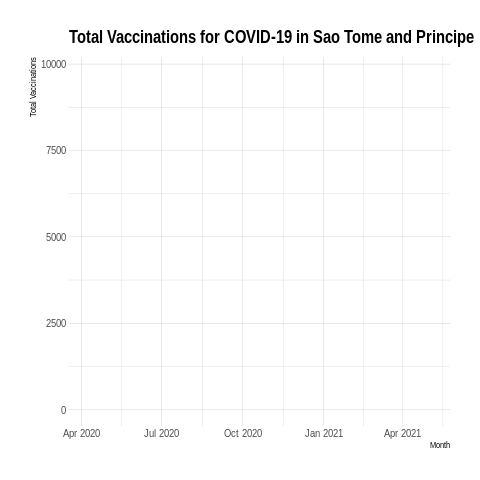 Total Vaccinations for COVID-19 in Sao Tome and Principe
Total Vaccinations
10000
7500
5000
2500
0
Apr 2020 Jul 2020 Oct 2020 Jan 2021 Apr 2021
Month